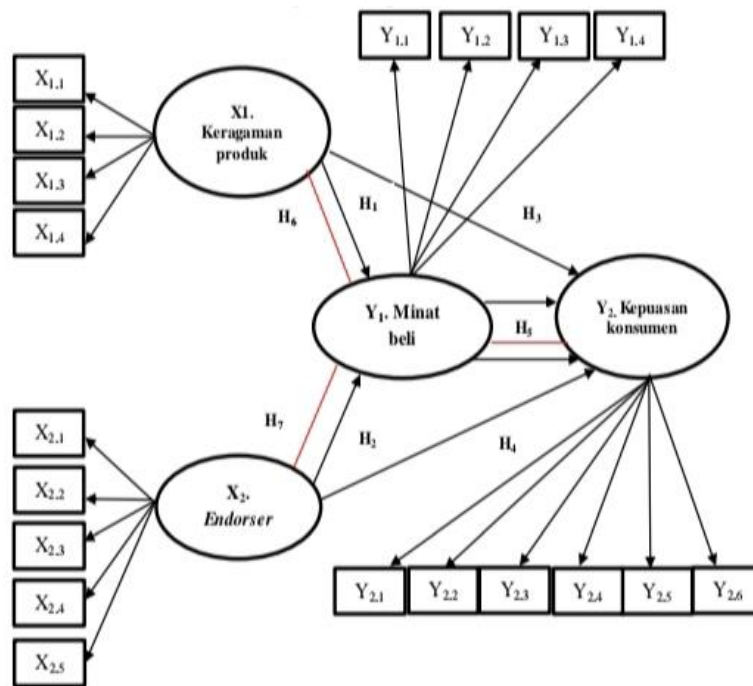 Y1.1
Y1.2
Y1.3
Y1.4
X1.1
X1.2
X1.3
X1.4
X1.
Keragaman
produk
H6
H1
H3
Y1. Minat
beli
H5
Y2. Kepuasan
konsumen
H7
H2
H4
X2.1
X2.2
X2.3
X2.4
X2.5
X2.
Endorser
Y2.1
Y2.2
Y2.3
Y2.4
Y2.5
Y2.6